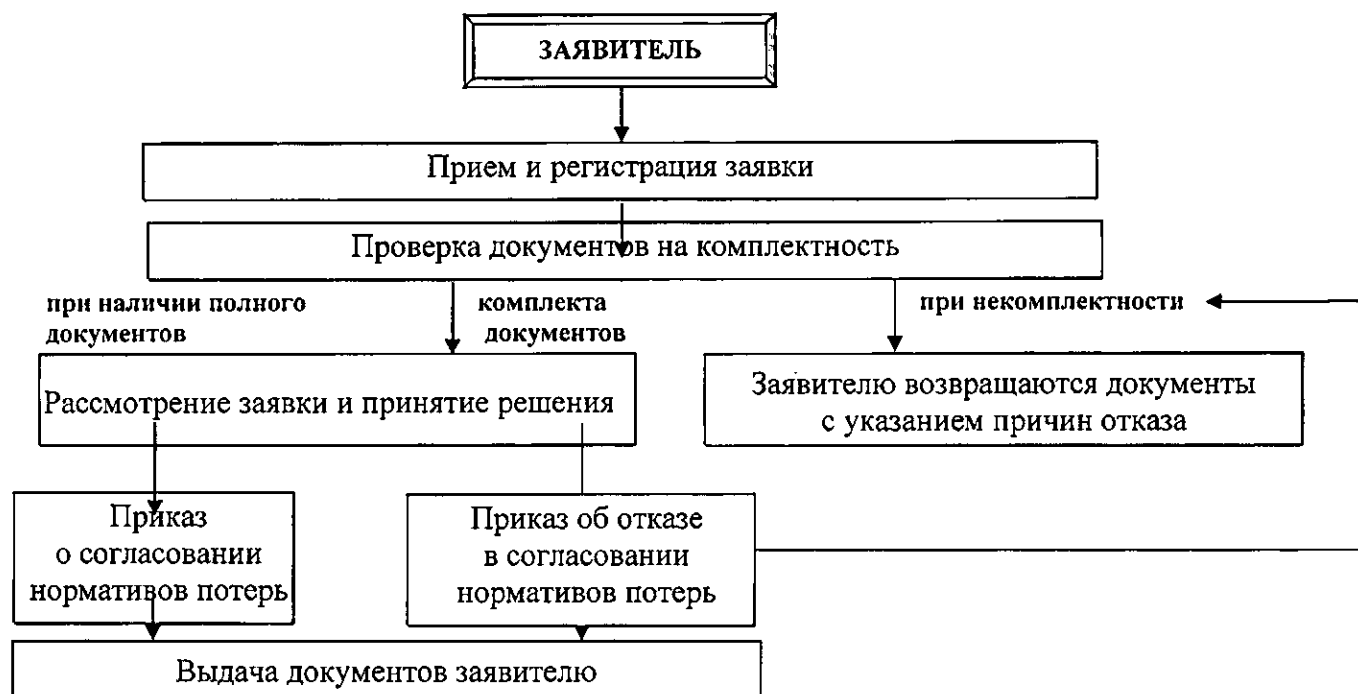 ЗАЯВИТЕЛЬ
Прием и регистрация заявки
Проверка документов на комплектность
при наличии полного
документов
комплекта
документов
при некомплектности
Рассмотрение заявки и принятие решения
Заявителю возвращаются документы
с указанием причин отказа
Приказ
о согласовании
нормативов потерь
Приказ об отказе
в согласовании
нормативов потерь
Выдача документов заявителю